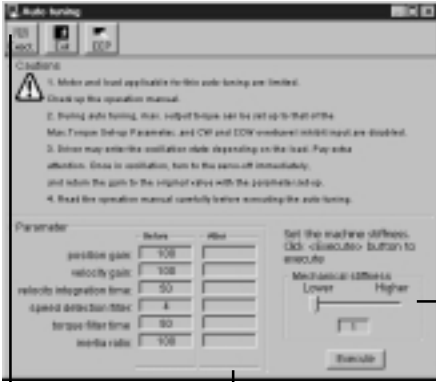 Auto tuning
Exit
Cautions
1. Motor and load applicable for this auto tuning are limited.
Check up the operation manual.
2. During auto tuning, max. output torque can be set up to that of the
Max. Torque Set-up Parameter, and CW and CCW overtravel inhibit input are disabled.
3. Driver may enter the oscillation state depending on the load. Pay extra
attention. Once in oscillation, turn to the servo-off immediately,
and return the gain to the original value with the parameter set-up.
4. Read the operation manual carefully before executing the auto tuning.
Parameter
Before After
position gain: 100
velocity gain: 100
velocity integration time: 50
speed detection filter: 4
torque filter time: 80
inertia ratio: 100
Set the machine stiffness.
Click <Execute> button to
execute
Mechanical stiffness
Lower Higher
1
Execute